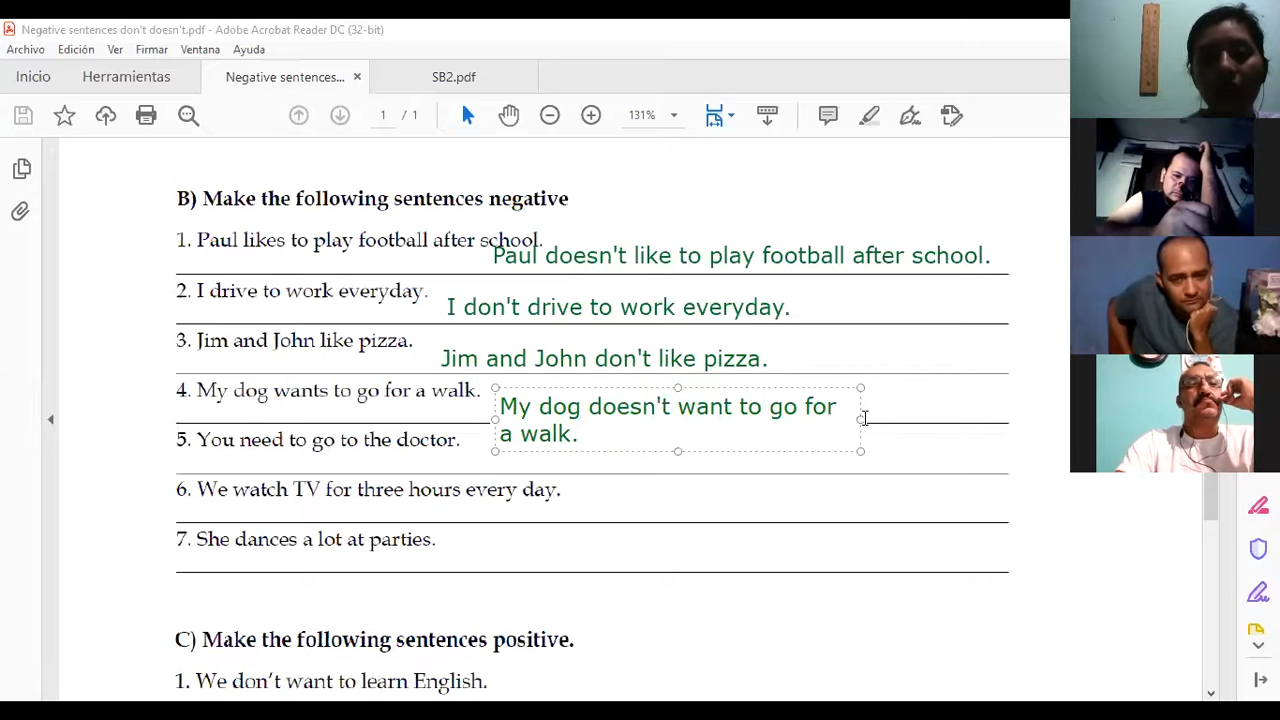 Negative sentences don't doesn't.pdf - Adobe Acrobat Reader DC (32-bit)
Archivo Edición Ver Firmar Ventana Ayuda
Inicio Herramientas Negative sentences... × SB2.pdf
1 / 1 131%
B) Make the following sentences negative
1. Paul likes to play football after school.
Paul doesn't like to play football after school.
2. I drive to work everyday.
I don't drive to work everyday.
3. Jim and John like pizza.
Jim and John don't like pizza.
4. My dog wants to go for a walk.
My dog doesn't want to go for
a walk.
5. You need to go to the doctor.
6. We watch TV for three hours every day.
7. She dances a lot at parties.
C) Make the following sentences positive.
1. We don't want to learn English.